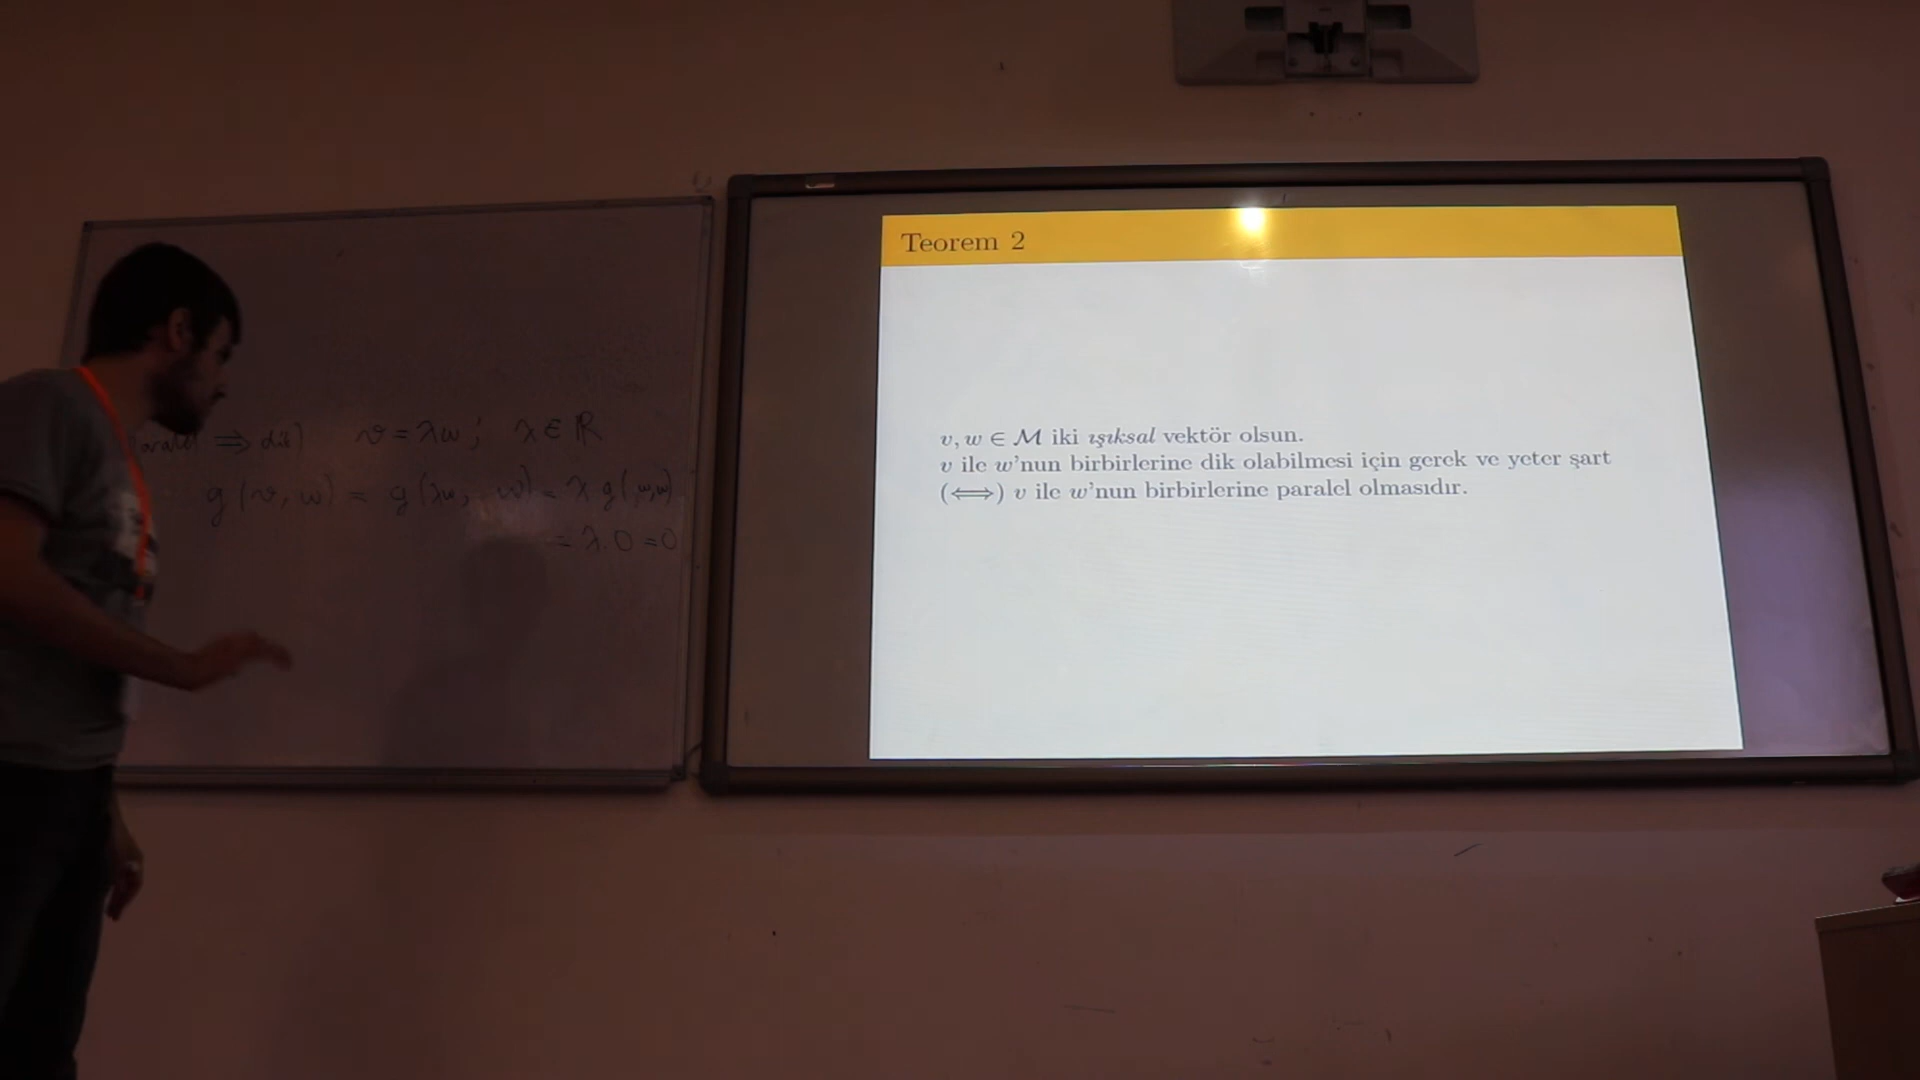 ⟹ dik] v = λw ; λ ∈ ℝ
g(v, w) = g(λw, w) = λ g(w,w)
= λ.0 = 0
Teorem 2
v, w ∈ ℳ iki ışıksal vektör olsun.
v ile w'nun birbirlerine dik olabilmesi için gerek ve yeter şart
(⟺) v ile w'nun birbirlerine paralel olmasıdır.